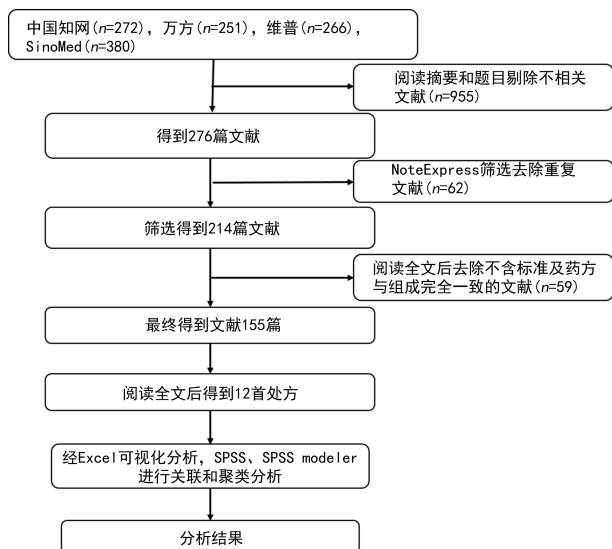 中国知网(n=272)，万方(n=251)，维普(n=266)，
SinoMed(n=380)
阅读摘要和题目剔除不相关
文献(n=955)
得到276篇文献
NoteExpress筛选去除重复
文献(n=62)
筛选得到214篇文献
阅读全文后去除不含标准及药方
与组成完全一致的文献(n=59)
最终得到文献155篇
阅读全文后得到12首处方
经Excel可视化分析，SPSS、SPSS modeler
进行关联和聚类分析
分析结果